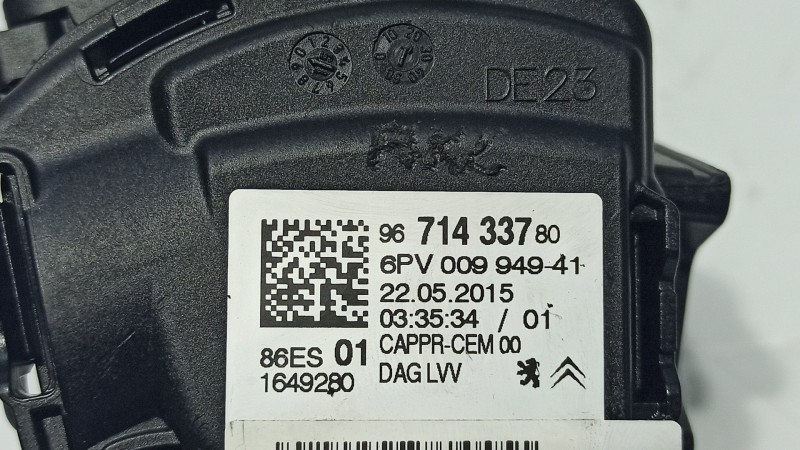 DE23
96 714 337 80
6PV 009 949-41
22.05.2015
03:35:34 / 01
86ES 01
CAPPR-CEM 00
1649280
DAG LVV